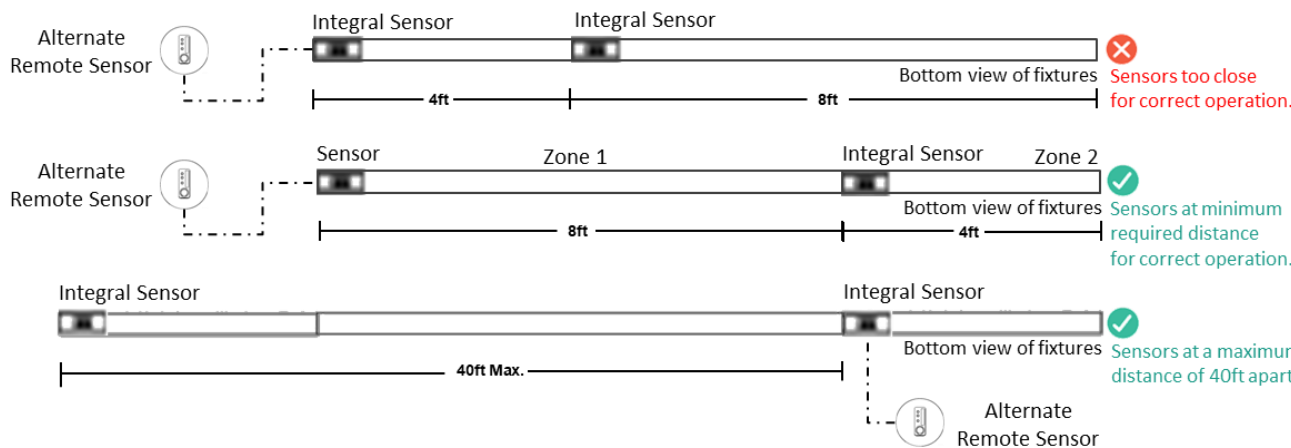 Integral Sensor
Integral Sensor
Alternate
Remote Sensor
Bottom view of fixtures
Sensors too close
for correct operation.
4ft
8ft
Sensor
Zone 1
Integral Sensor
Zone 2
Alternate
Remote Sensor
Bottom view of fixtures
Sensors at minimum
required distance
for correct operation.
8ft
4ft
Integral Sensor
Integral Sensor
Bottom view of fixtures
Sensors at a maximu
distance of 40ft apart
40ft Max.
Alternate
Remote Sensor